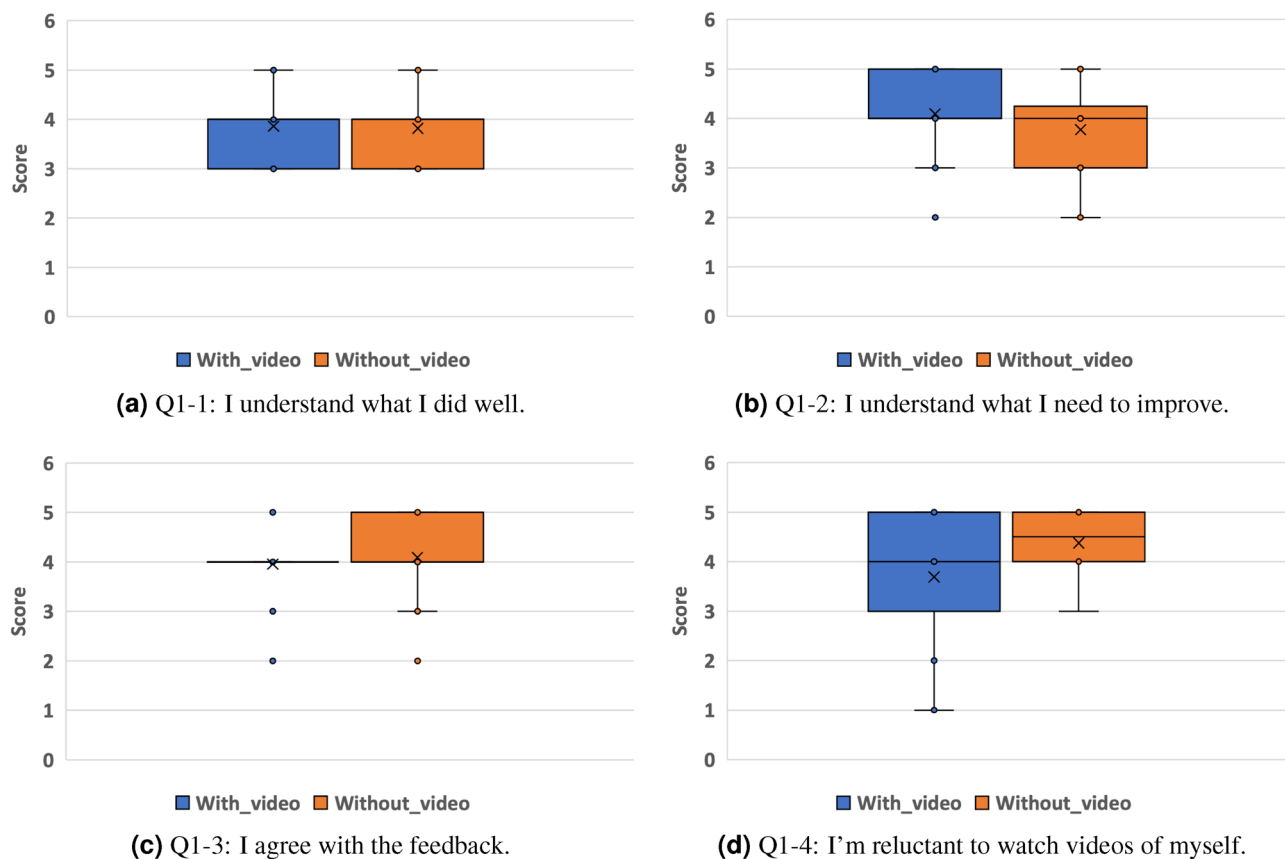 6
5
4
3
2
1
0
Score
With_video Without_video
(a) Q1-1: I understand what I did well.
6
5
4
3
2
1
0
Score
With_video Without_video
(b) Q1-2: I understand what I need to improve.
6
5
4
3
2
1
0
Score
With_video Without_video
(c) Q1-3: I agree with the feedback.
6
5
4
3
2
1
0
Score
With_video Without_video
(d) Q1-4: I’m reluctant to watch videos of myself.